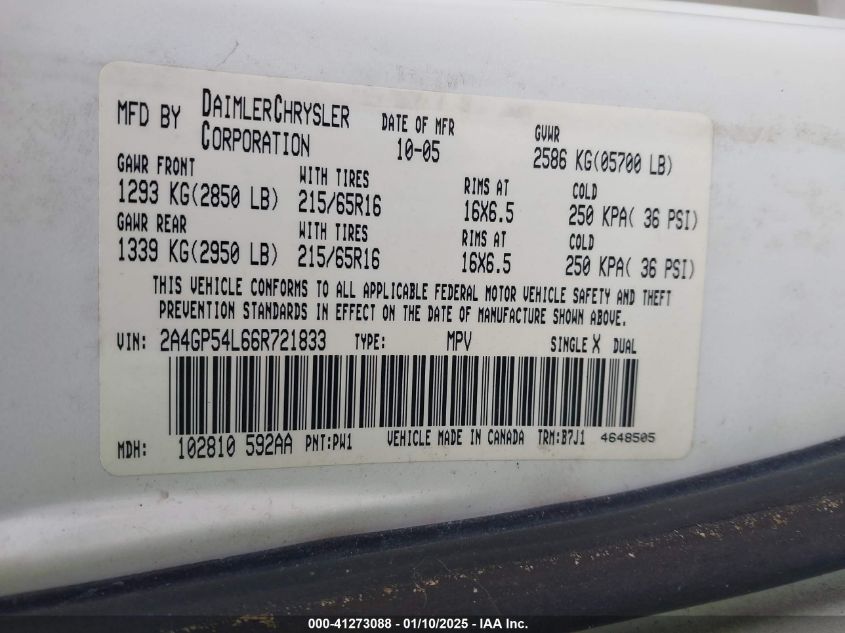 MFD BY DAIMLERCHRYSLER CORPORATION DATE OF MFR 10-05 GVWR 2586 KG(05700 LB)
GAWR FRONT WITH TIRES RIMS AT COLD
1293 KG(2850 LB) 215/65R16 16X6.5 250 KPA( 36 PSI)
GAWR REAR WITH TIRES RIMS AT COLD
1339 KG(2950 LB) 215/65R16 16X6.5 250 KPA( 36 PSI)
THIS VEHICLE CONFORMS TO ALL APPLICABLE FEDERAL MOTOR VEHICLE SAFETY AND THEFT
PREVENTION STANDARDS IN EFFECT ON THE DATE OF MANUFACTURE SHOWN ABOVE.
VIN: 2A4GP54L66R721833 TYPE: MPV SINGLE X DUAL
MDH: 102810 592AA PNT:PW1 VEHICLE MADE IN CANADA TRM:B7J1 4648505
000-41273088 - 01/10/2025 - IAA Inc.